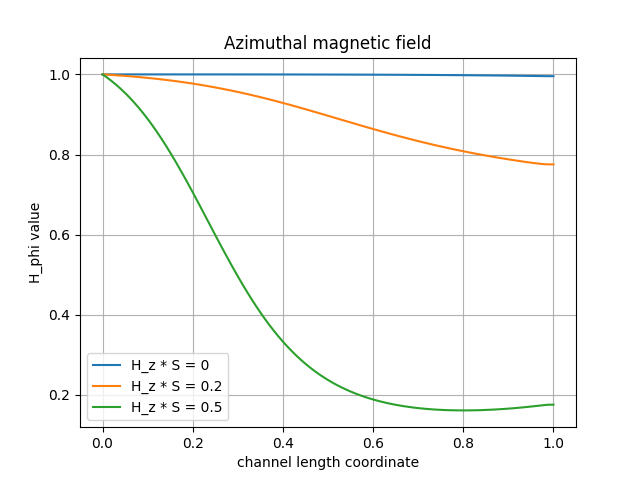 Azimuthal magnetic field
H_phi value
1.0
0.8
0.6
0.4
0.2
H_z * S = 0
H_z * S = 0.2
H_z * S = 0.5
0.0 0.2 0.4 0.6 0.8 1.0
channel length coordinate